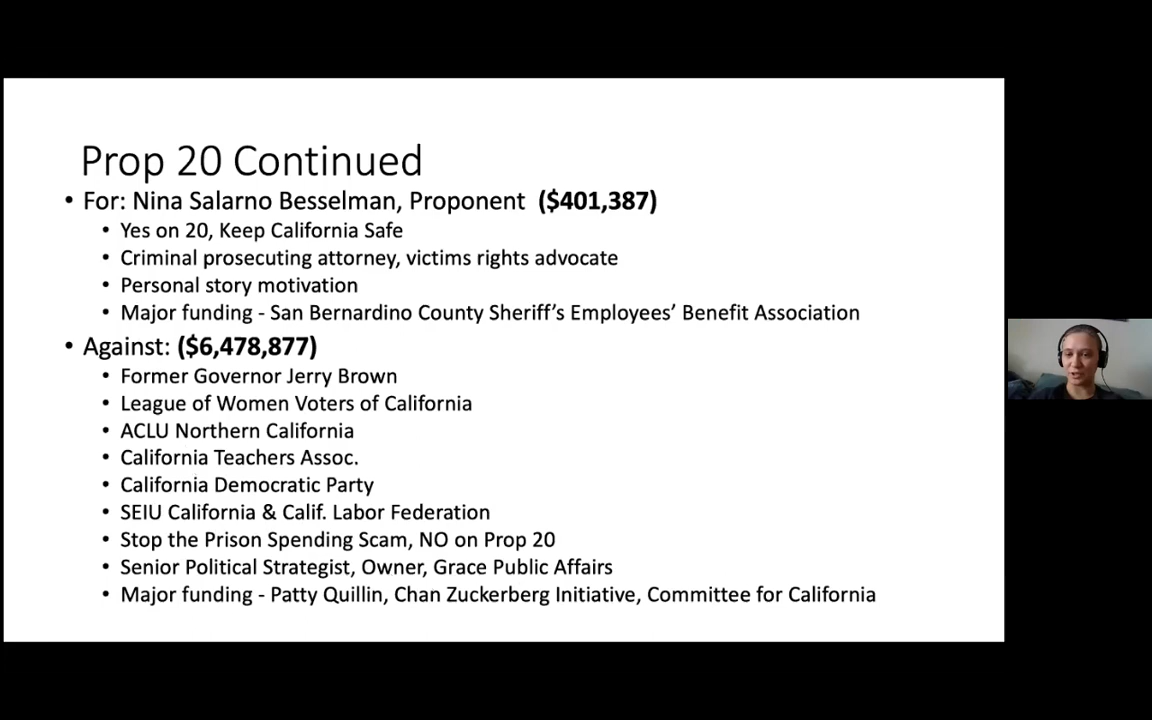 Prop 20 Continued
• For: Nina Salarno Besselman, Proponent ($401,387)
• Yes on 20, Keep California Safe
• Criminal prosecuting attorney, victims rights advocate
• Personal story motivation
• Major funding - San Bernardino County Sheriff’s Employees’ Benefit Association
• Against: ($6,478,877)
• Former Governor Jerry Brown
• League of Women Voters of California
• ACLU Northern California
• California Teachers Assoc.
• California Democratic Party
• SEIU California & Calif. Labor Federation
• Stop the Prison Spending Scam, NO on Prop 20
• Senior Political Strategist, Owner, Grace Public Affairs
• Major funding - Patty Quillin, Chan Zuckerberg Initiative, Committee for California